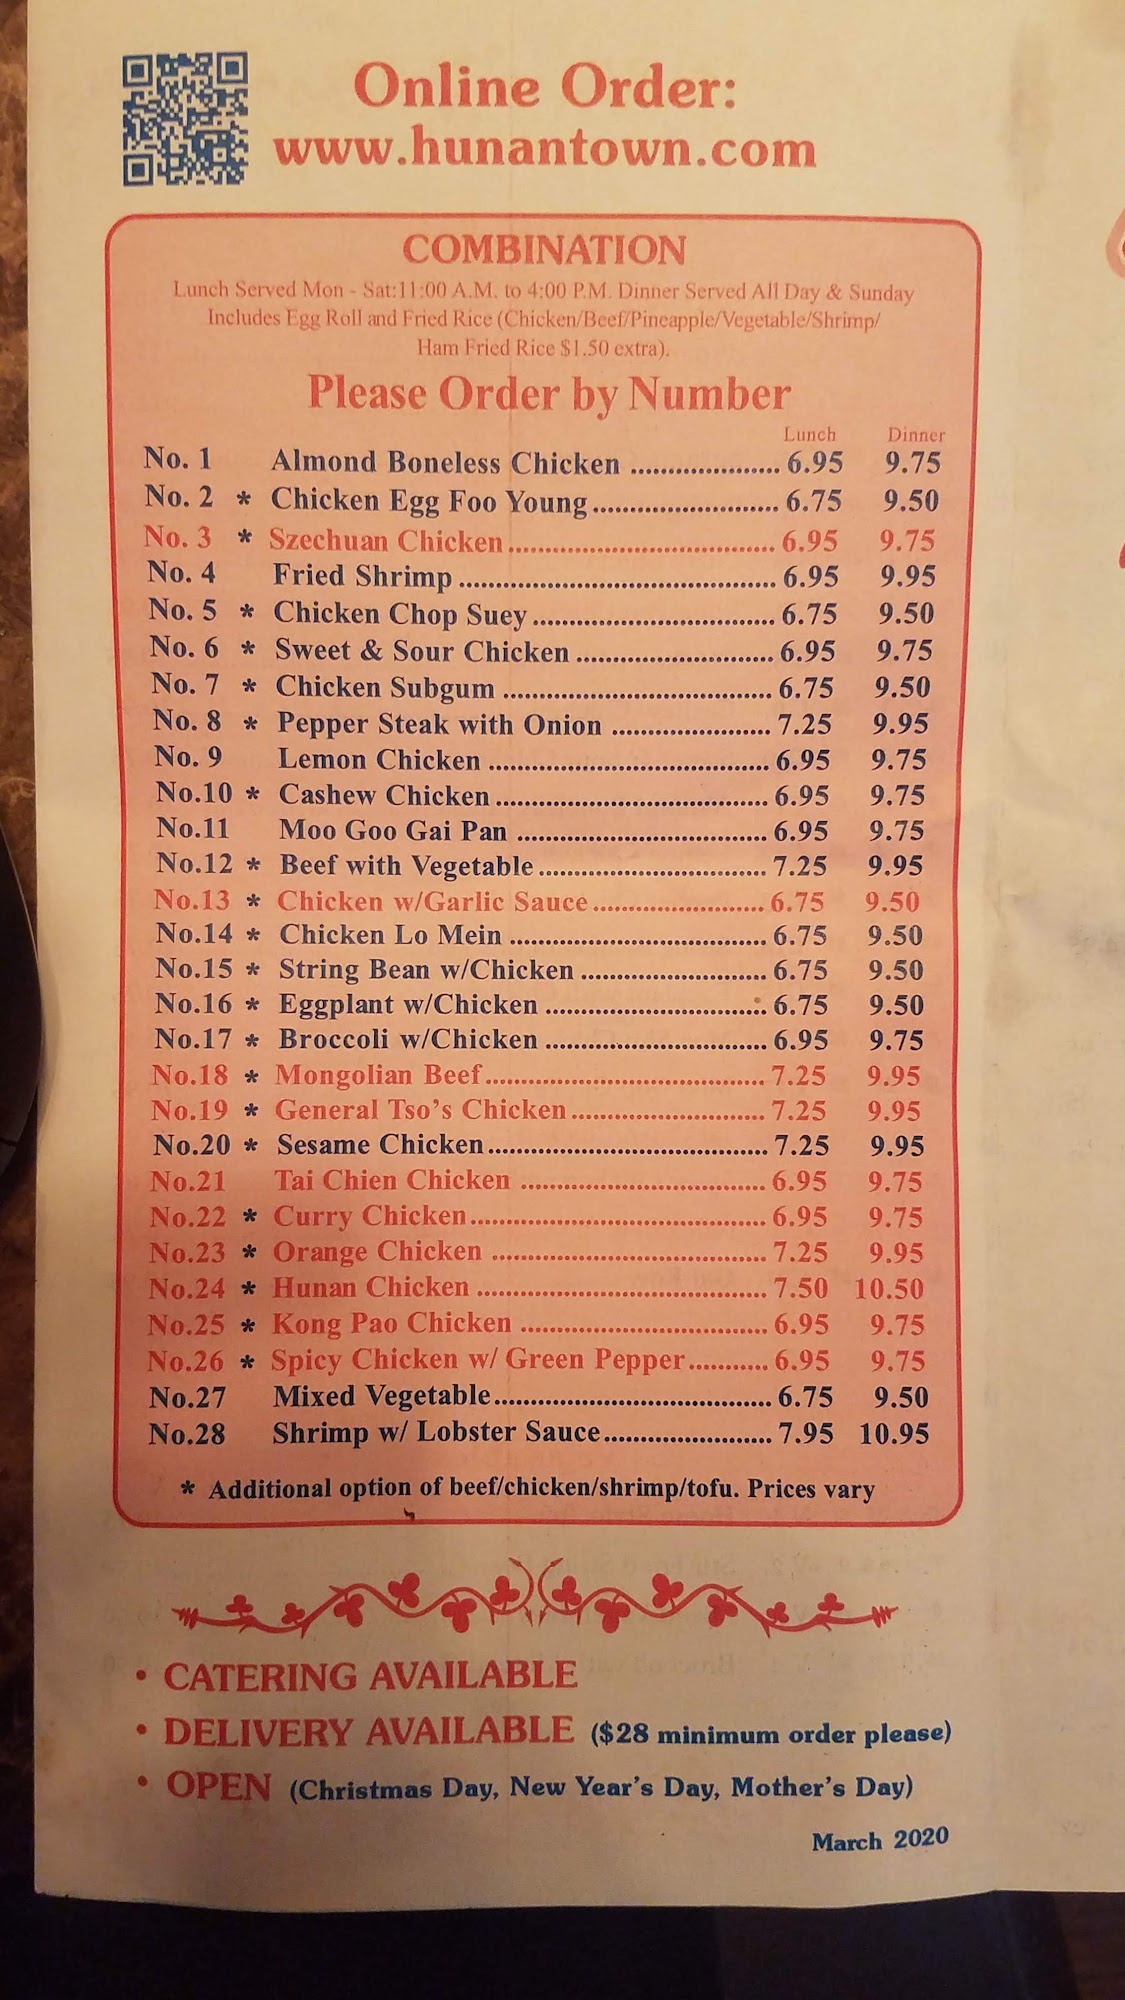 Online Order:
www.hunantown.com
COMBINATION
Lunch Served Mon - Sat:11:00 A.M. to 4:00 P.M. Dinner Served All Day & Sunday
Includes Egg Roll and Fried Rice (Chicken/Beef/Pineapple/Vegetable/Shrimp/
Ham Fried Rice $1.50 extra).
Please Order by Number
Lunch Dinner
No. 1 Almond Boneless Chicken .................... 6.95 9.75
No. 2 * Chicken Egg Foo Young ......................... 6.75 9.50
No. 3 * Szechuan Chicken .................................... 6.95 9.75
No. 4 Fried Shrimp .......................................... 6.95 9.95
No. 5 * Chicken Chop Suey ................................ 6.75 9.50
No. 6 * Sweet & Sour Chicken .......................... 6.95 9.75
No. 7 * Chicken Subgum ................................... 6.75 9.50
No. 8 * Pepper Steak with Onion ..................... 7.25 9.95
No. 9 Lemon Chicken ..................................... 6.95 9.75
No.10 * Cashew Chicken .................................... 6.95 9.75
No.11 Moo Goo Gai Pan ................................. 6.95 9.75
No.12 * Beef with Vegetable .............................. 7.25 9.95
No.13 * Chicken w/Garlic Sauce ....................... 6.75 9.50
No.14 * Chicken Lo Mein .................................. 6.75 9.50
No.15 * String Bean w/Chicken ......................... 6.75 9.50
No.16 * Eggplant w/Chicken ............................. 6.75 9.50
No.17 * Broccoli w/Chicken .............................. 6.95 9.75
No.18 * Mongolian Beef ..................................... 7.25 9.95
No.19 * General Tso's Chicken .......................... 7.25 9.95
No.20 * Sesame Chicken ..................................... 7.25 9.95
No.21 Tai Chien Chicken ................................ 6.95 9.75
No.22 * Curry Chicken ....................................... 6.95 9.75
No.23 * Orange Chicken .................................... 7.25 9.95
No.24 * Hunan Chicken ...................................... 7.50 10.50
No.25 * Kong Pao Chicken ................................. 6.95 9.75
No.26 * Spicy Chicken w/ Green Pepper ........... 6.95 9.75
No.27 Mixed Vegetable ..................................... 6.75 9.50
No.28 Shrimp w/ Lobster Sauce ....................... 7.95 10.95
* Additional option of beef/chicken/shrimp/tofu. Prices vary
• CATERING AVAILABLE
• DELIVERY AVAILABLE ($28 minimum order please)
• OPEN (Christmas Day, New Year's Day, Mother's Day)
March 2020